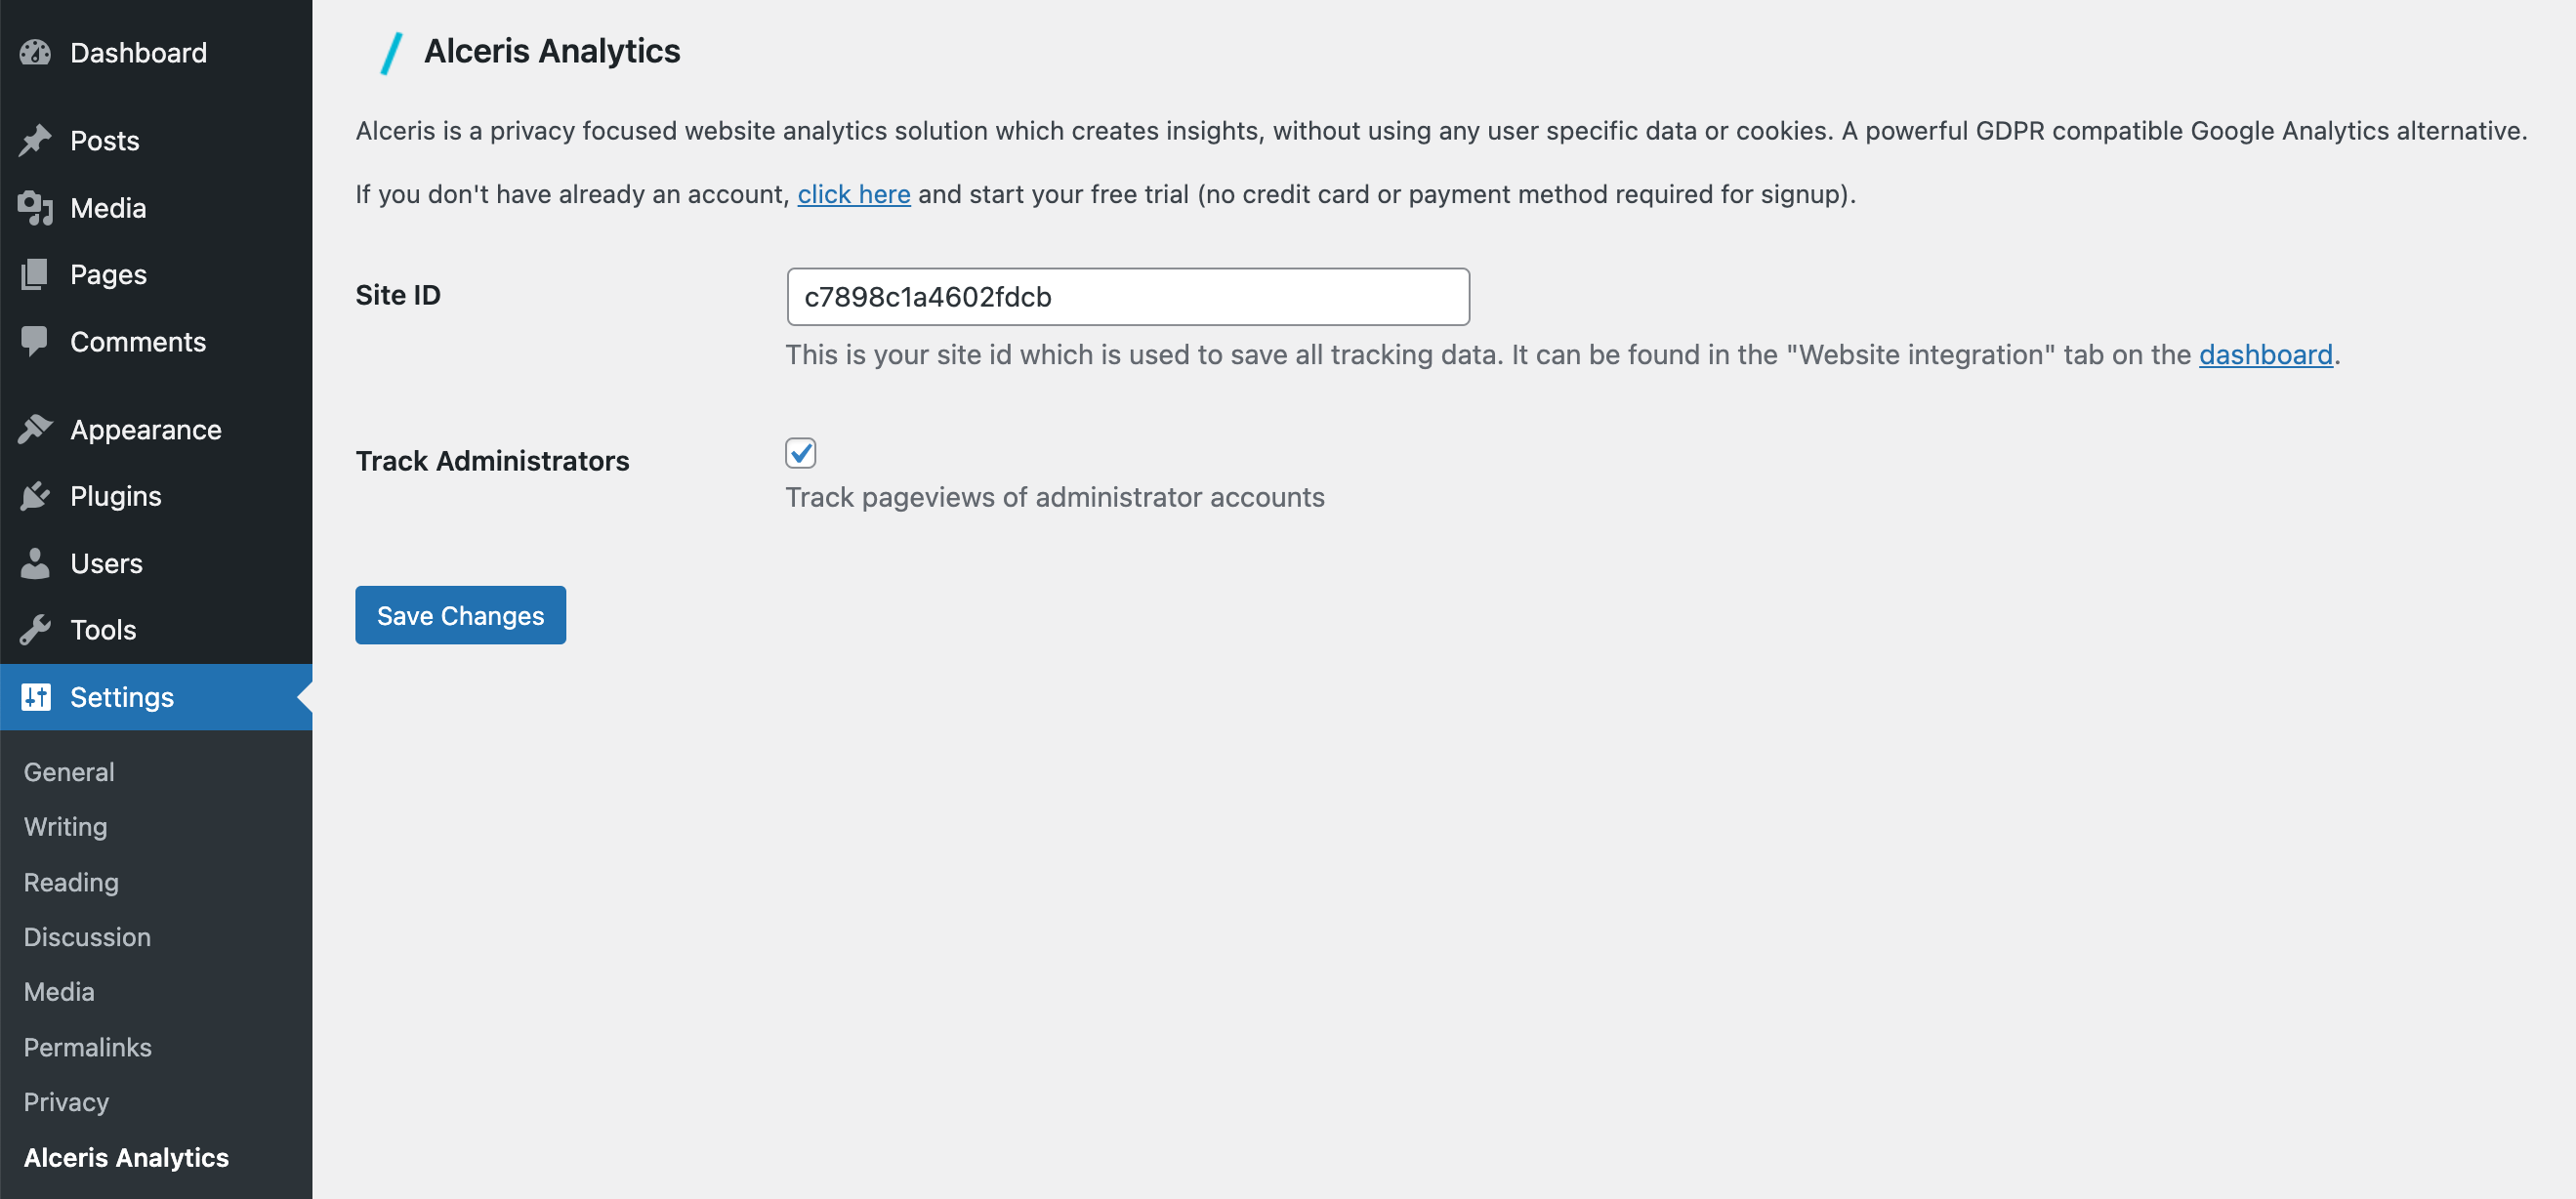 Dashboard
Posts
Media
Pages
Comments
Appearance
Plugins
Users
Tools
Settings
General
Writing
Reading
Discussion
Media
Permalinks
Privacy
Alceris Analytics
Alceris Analytics
Alceris is a privacy focused website analytics solution which creates insights, without using any user specific data or cookies. A powerful GDPR compatible Google Analytics alternative.
If you don't have already an account, click here and start your free trial (no credit card or payment method required for signup).
Site ID
c7898c1a4602fdcb
This is your site id which is used to save all tracking data. It can be found in the "Website integration" tab on the dashboard.
Track Administrators
Track pageviews of administrator accounts
Save Changes